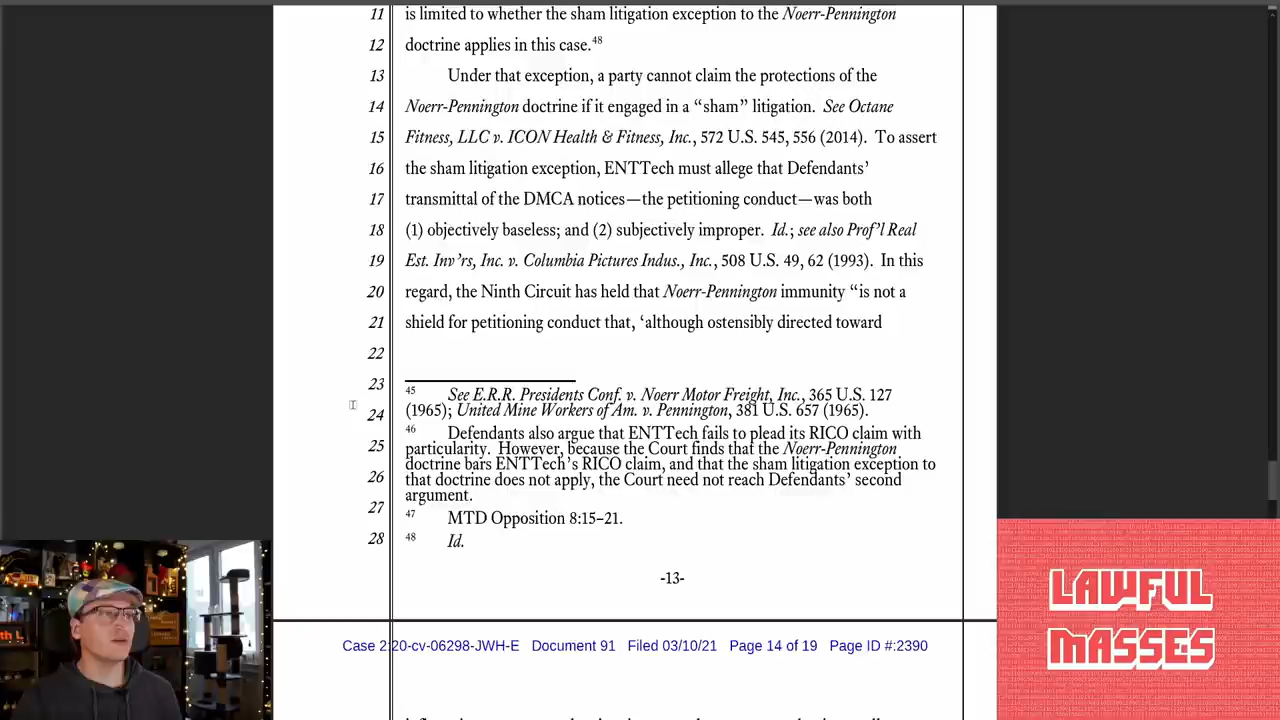 11 is limited to whether the sham litigation exception to the Noerr-Pennington
12 doctrine applies in this case.48
13 Under that exception, a party cannot claim the protections of the
14 Noerr-Pennington doctrine if it engaged in a “sham” litigation. See Octane
15 Fitness, LLC v. ICON Health & Fitness, Inc., 572 U.S. 545, 556 (2014). To assert
16 the sham litigation exception, ENTTech must allege that Defendants’
17 transmittal of the DMCA notices—the petitioning conduct—was both
18 (1) objectively baseless; and (2) subjectively improper. Id.; see also Prof’l Real
19 Est. Inv’rs, Inc. v. Columbia Pictures Indus., Inc., 508 U.S. 49, 62 (1993). In this
20 regard, the Ninth Circuit has held that Noerr-Pennington immunity “is not a
21 shield for petitioning conduct that, ‘although ostensibly directed toward
22
23
45 See E.R.R. Presidents Conf. v. Noerr Motor Freight, Inc., 365 U.S. 127
24 (1965); United Mine Workers of Am. v. Pennington, 381 U.S. 657 (1965).
46 Defendants also argue that ENTTech fails to plead its RICO claim with
25 particularity. However, because the Court finds that the Noerr-Pennington
doctrine bars ENTTech’s RICO claim, and that the sham litigation exception to
26 that doctrine does not apply, the Court need not reach Defendants’ second
argument.
27
47 MTD Opposition 8:15–21.
28 48 Id.
-13-
Case 2:20-cv-06298-JWH-E Document 91 Filed 03/10/21 Page 14 of 19 Page ID #:2390
LAWFUL
MASSES